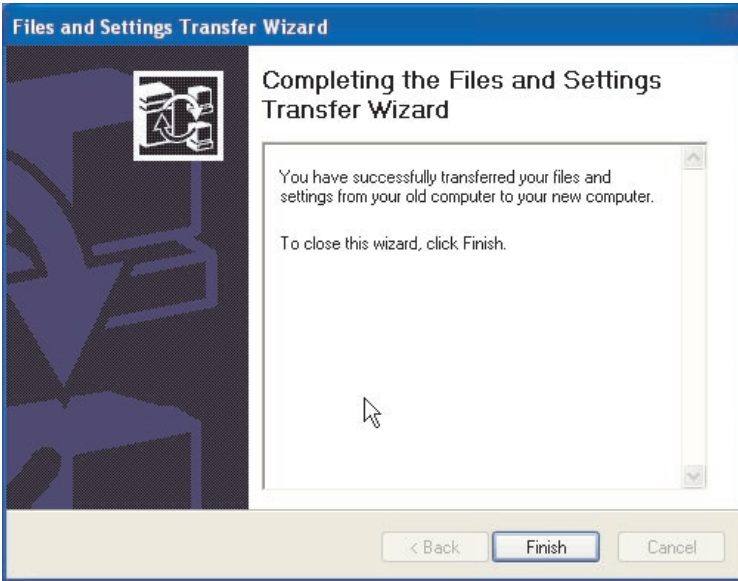 Files and Settings Transfer Wizard
Completing the Files and Settings
Transfer Wizard
You have successfully transferred your files and
settings from your old computer to your new computer.
To close this wizard, click Finish.
< Back Finish Cancel